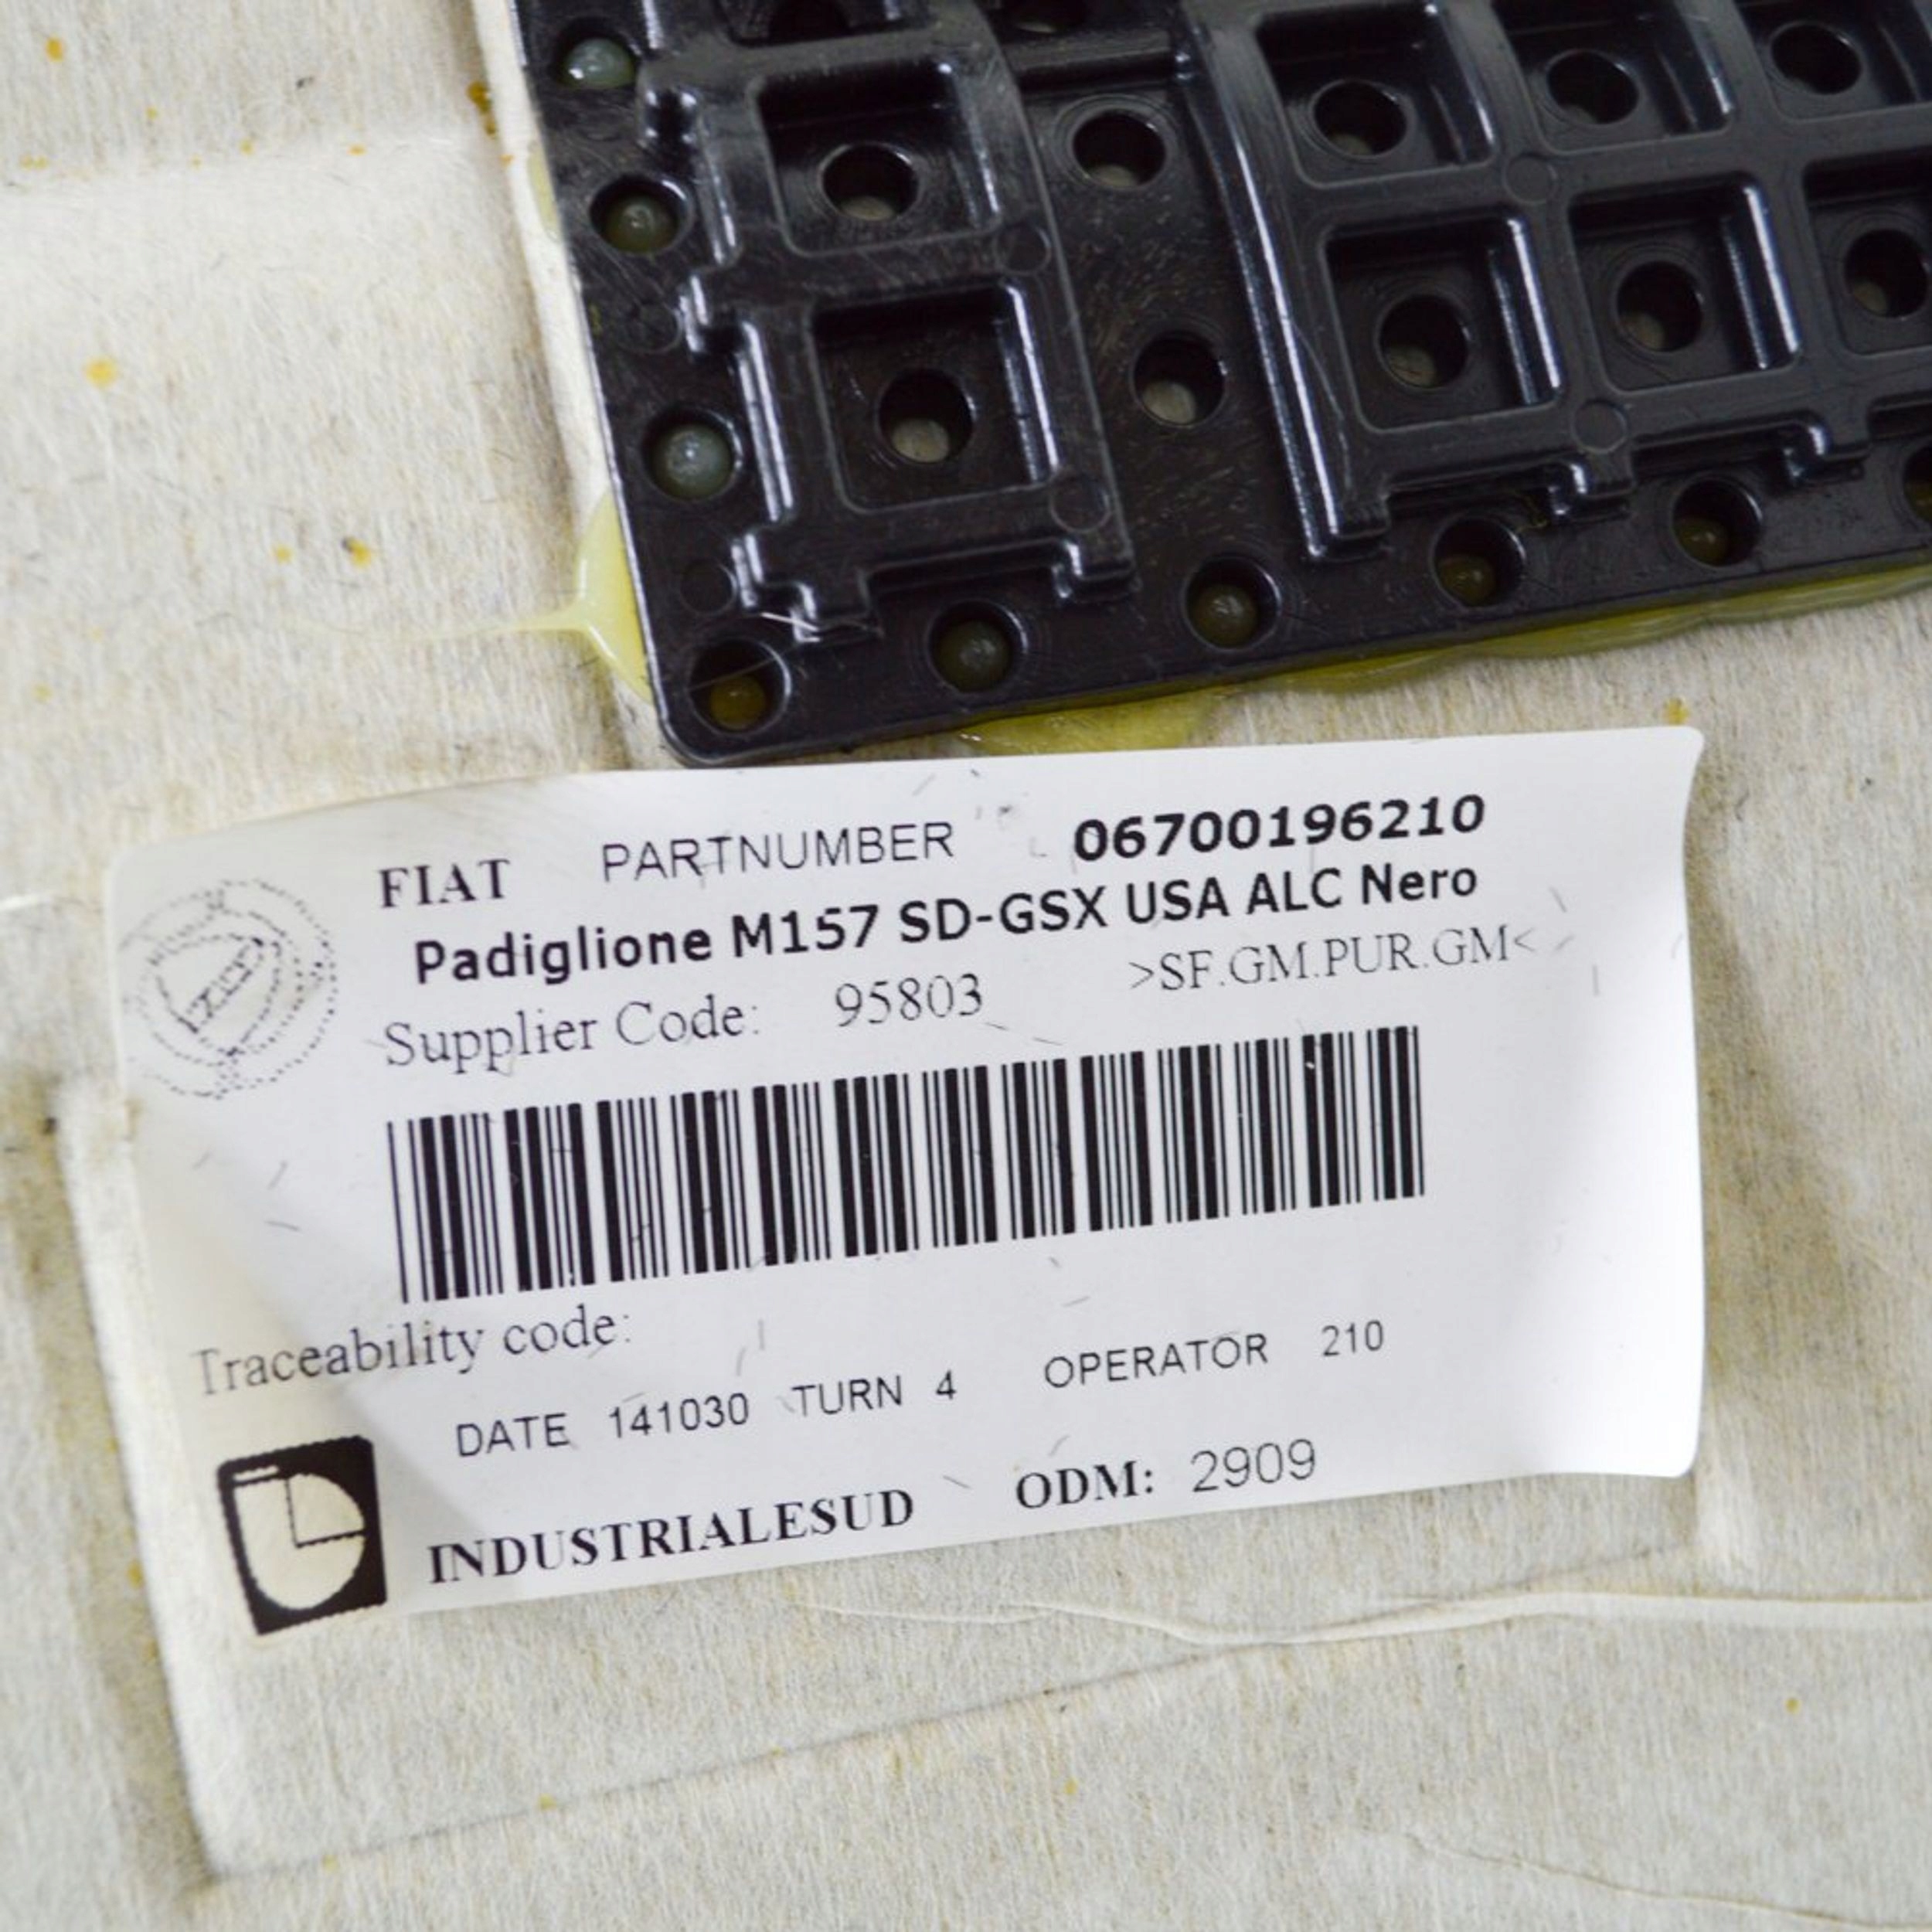 FIAT PARTNUMBER 06700196210
Padiglione M157 SD-GSX USA ALC Nero
Supplier Code: 95803 >SF.GM.PUR.GM<
Traceability code:
DATE 141030 TURN 4 OPERATOR 210
INDUSTRIALESUD ODM: 2909